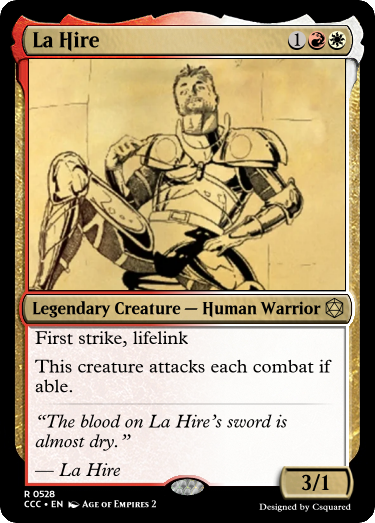 La Hire 1
Legendary Creature — Human Warrior
First strike, lifelink
This creature attacks each combat if
able.
“The blood on La Hire’s sword is
almost dry.”
— La Hire
3/1
R 0528
CCC • EN Age of Empires 2
Designed by Csquared